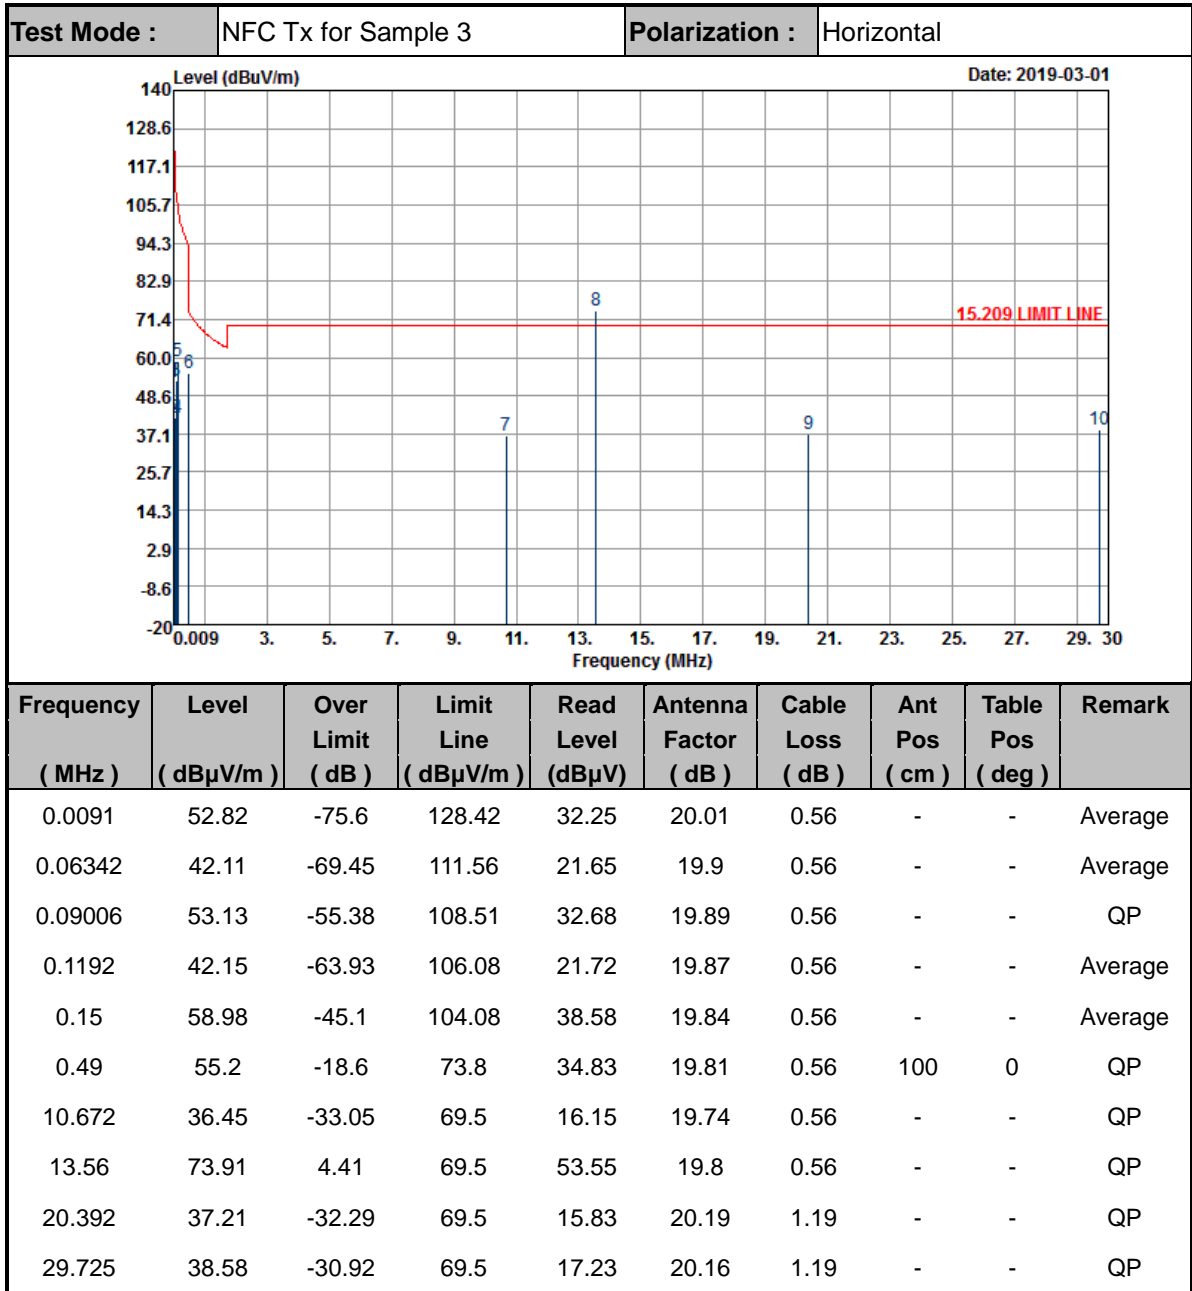 Test Mode : NFC Tx for Sample 3 Polarization : Horizontal
Level (dBuV/m) Date: 2019-03-01
140
128.6
117.1
105.7
94.3
82.9
71.4
60.0
48.6
37.1
25.7
14.3
2.9
-8.6
-20
15.209 LIMIT LINE
5
6
7
8
9
10
0.009 3. 5. 7. 9. 11. 13. 15. 17. 19. 21. 23. 25. 27. 29. 30
Frequency (MHz)
Frequency Level Over Limit Read Antenna Cable Ant Table Remark
Limit Line Level Factor Loss Pos Pos
( MHz ) ( dBμV/m ) ( dB ) ( dBμV/m ) (dBμV) ( dB ) ( dB ) ( cm ) ( deg )
0.0091 52.82 -75.6 128.42 32.25 20.01 0.56 - - Average
0.06342 42.11 -69.45 111.56 21.65 19.9 0.56 - - Average
0.09006 53.13 -55.38 108.51 32.68 19.89 0.56 - - QP
0.1192 42.15 -63.93 106.08 21.72 19.87 0.56 - - Average
0.15 58.98 -45.1 104.08 38.58 19.84 0.56 - - Average
0.49 55.2 -18.6 73.8 34.83 19.81 0.56 100 0 QP
10.672 36.45 -33.05 69.5 16.15 19.74 0.56 - - QP
13.56 73.91 4.41 69.5 53.55 19.8 0.56 - - QP
20.392 37.21 -32.29 69.5 15.83 20.19 1.19 - - QP
29.725 38.58 -30.92 69.5 17.23 20.16 1.19 - - QP